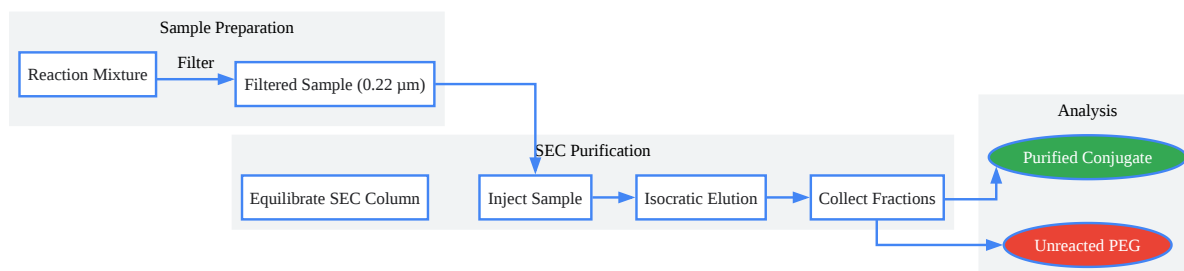 Sample Preparation
Reaction Mixture
Filter
Filtered Sample (0.22 µm)
SEC Purification
Equilibrate SEC Column
Inject Sample
Isocratic Elution
Collect Fractions
Analysis
Purified Conjugate
Unreacted PEG